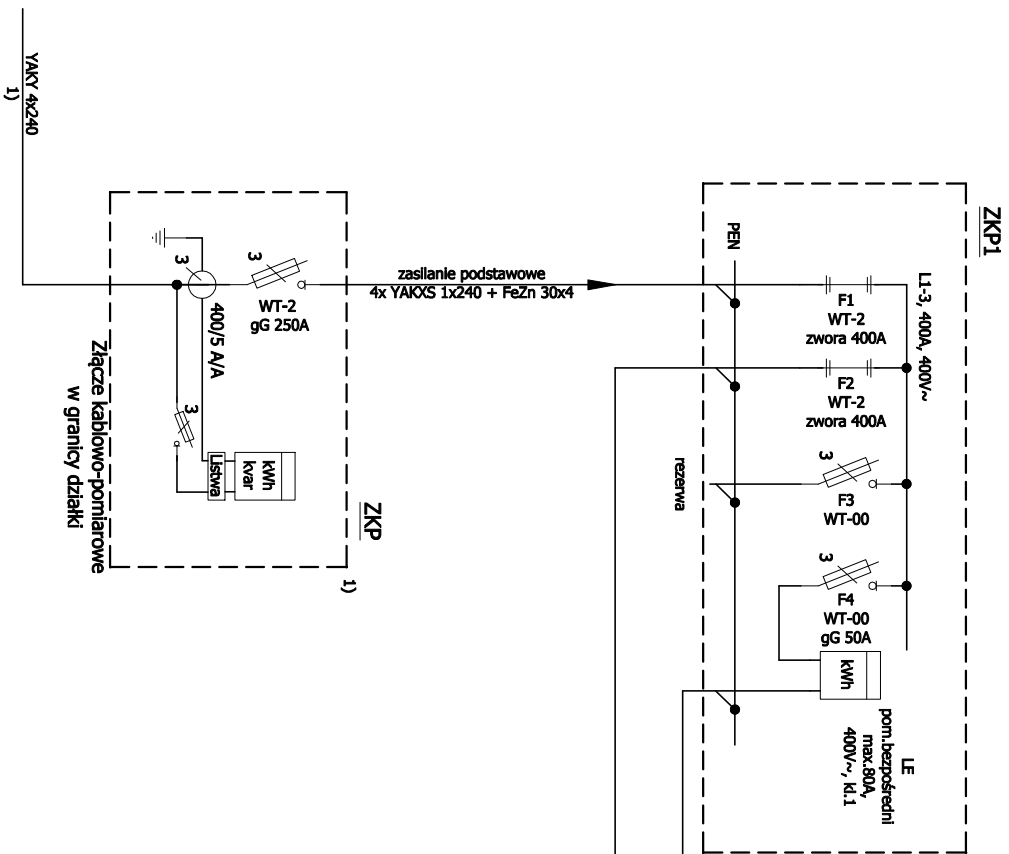 YAKY 4x240
1)
3
3
WT-2
gG 250A
400/5 A/A
3
Listwa
kWh
kvar
Złącze kablowo-pomiarowe
w granicy działki
ZKP
1)
zasilanie podstawowe
4x YAKXS 1x240 + FeZn 30x4
ZKP1
PEN
L1-3, 400A, 400V~
F1
WT-2
zwora 400A
F2
WT-2
zwora 400A
rezerwa
3
F3
WT-00
3
F4
WT-00
gG 50A
kWh
LE
pom.bezpośredni
max.80A,
400V~, kl.1